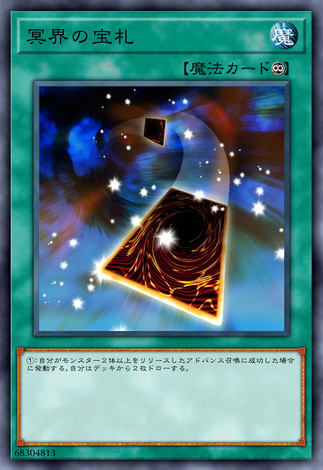 冥界の宝札
魔
【魔法カード♾】
①:自分がモンスター2体以上をリリースしたアドバンス召喚に成功した場合
に発動する。自分はデッキから2枚ドローする。
68304813